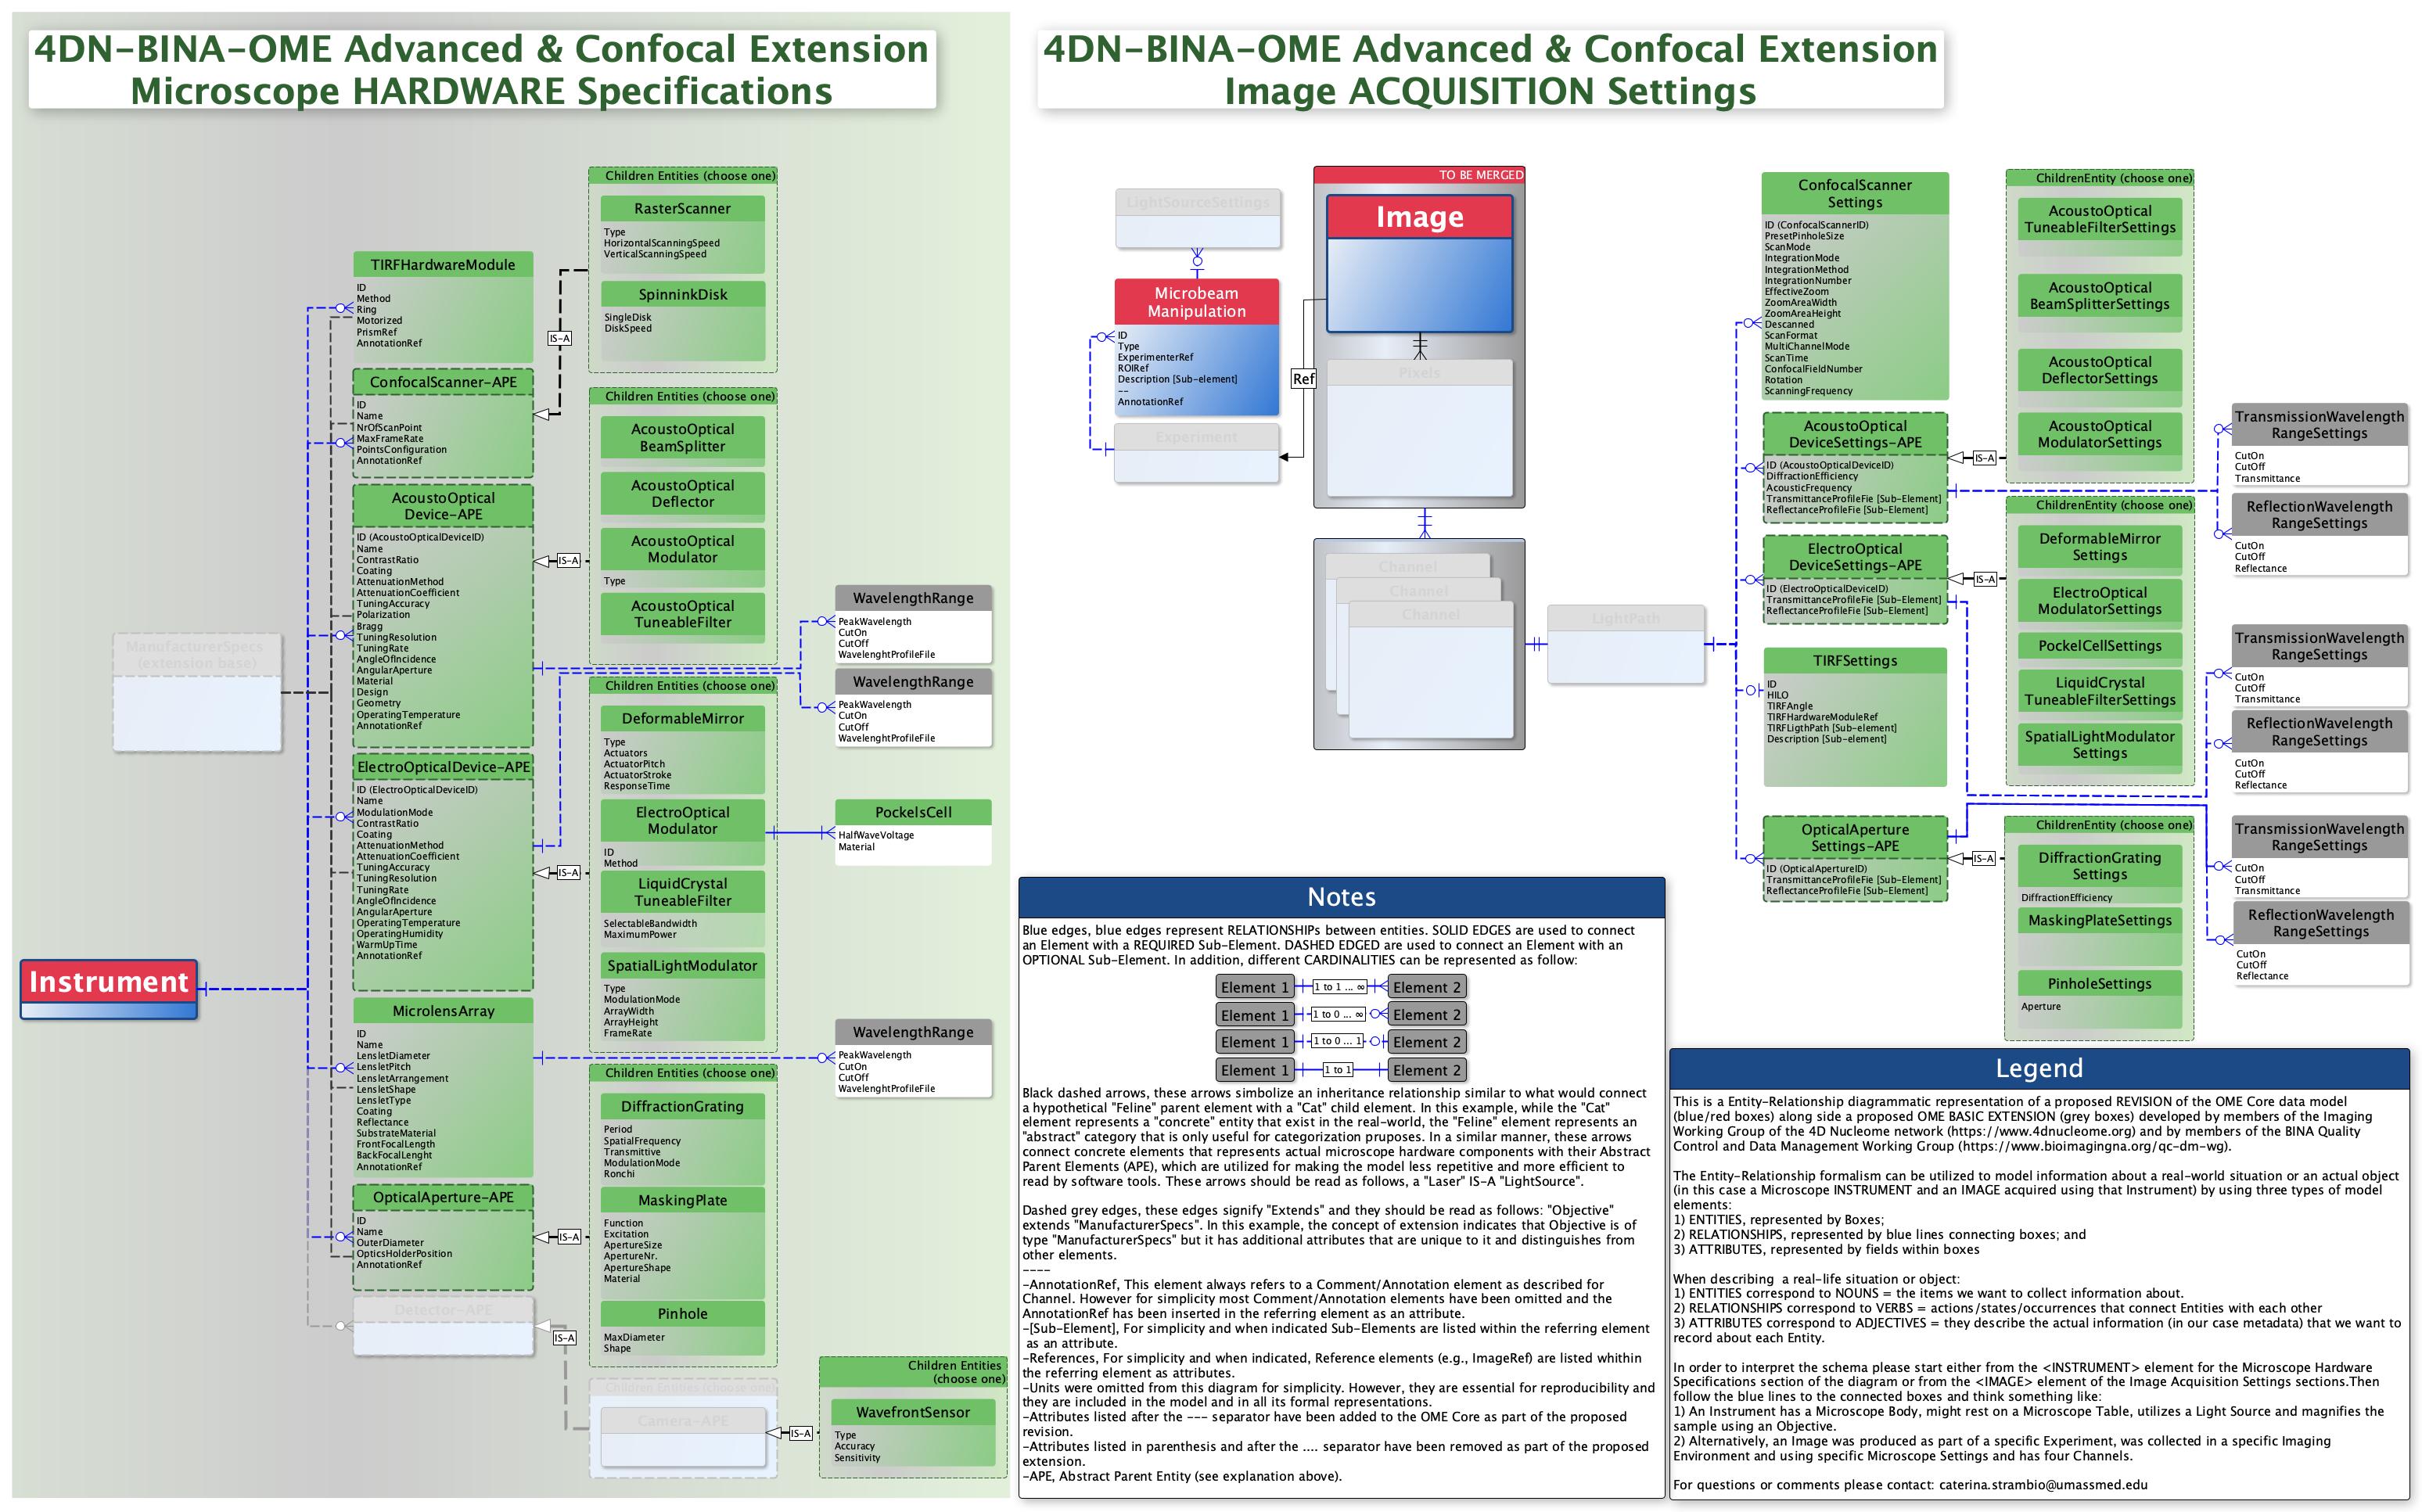 4DN-BINA-OME Advanced & Confocal Extension
Microscope HARDWARE Specifications
Children Entities (choose one)
RasterScanner
Type
HorizontalScanningSpeed
VerticalScanningSpeed
SpinninkDisk
SingleDisk
DiskSpeed
TIRFHardwareModule
ID
Method
Ring
Motorized
PrismRef
AnnotationRef
IS-A
ConfocalScanner-APE
ID
Name
NrOfScanPoint
MaxFrameRate
PointsConfiguration
AnnotationRef
Children Entities (choose one)
AcoustoOptical
BeamSplitter
AcoustoOptical
Deflector
AcoustoOptical
Modulator
Type
AcoustoOptical
TuneableFilter
AcoustoOptical
Device-APE
ID (AcoustoOpticalDeviceID)
Name
ContrastRatio
Coating
AttenuationMethod
AttenuationCoefficient
TuningAccuracy
Polarization
Bragg
TuningResolution
TuningRate
AngleOfIncidence
AngularAperture
Material
Design
Geometry
OperatingTemperature
AnnotationRef
IS-A
WavelengthRange
PeakWavelength
CutOn
CutOff
WavelenghtProfileFile
WavelengthRange
PeakWavelength
CutOn
CutOff
WavelenghtProfileFile
ManufacturerSpecs
(extension base)
Children Entities (choose one)
DeformableMirror
Type
Actuators
ActuatorPitch
ActuatorStroke
ResponseTime
ElectroOptical
Modulator
ID
Method
LiquidCrystal
TuneableFilter
SelectableBandwidth
MaximumPower
SpatialLightModulator
Type
ModulationMode
ArrayWidth
ArrayHeight
FrameRate
PockelsCell
HalfWaveVoltage
Material
ElectroOpticalDevice-APE
ID (ElectroOpticalDeviceID)
Name
ModulationMode
ContrastRatio
Coating
AttenuationMethod
AttenuationCoefficient
TuningAccuracy
TuningResolution
TuningRate
AngleOfIncidence
AngularAperture
OperatingTemperature
OperatingHumidity
WarmUpTime
AnnotationRef
IS-A
Instrument
MicrolensArray
ID
Name
LensletDiameter
LensletPitch
LensletArrangement
LensletShape
LensletType
Coating
Reflectance
SubstrateMaterial
FrontFocalLength
BackFocalLenght
AnnotationRef
WavelengthRange
PeakWavelength
CutOn
CutOff
WavelenghtProfileFile
Children Entities (choose one)
DiffractionGrating
Period
SpatialFrequency
Transmittive
ModulationMode
Ronchi
MaskingPlate
Function
Excitation
ApertureSize
ApertureNr.
ApertureShape
Material
Pinhole
MaxDiameter
Shape
OpticalAperture-APE
ID
Name
OuterDiameter
OpticsHolderPosition
AnnotationRef
IS-A
Detector-APE
IS-A
Children Entities (choose one)
Camera-APE
IS-A
Children Entities
(choose one)
WavefrontSensor
Type
Accuracy
Sensitivity
4DN-BINA-OME Advanced & Confocal Extension
Image ACQUISITION Settings
LightSourceSettings
Microbeam
Manipulation
ID
Type
ExperimenterRef
ROIRef
Description [Sub-element]
--
AnnotationRef
Experiment
TO BE MERGED
Image
Ref
Pixels
Channel
Channel
Channel
LightPath
ConfocalScanner
Settings
ID (ConfocalScannerID)
PresetPinholeSize
ScanMode
IntegrationMode
IntegrationMethod
IntegrationNumber
EffectiveZoom
ZoomAreaWidth
ZoomAreaHeight
Descanned
ScanFormat
MultiChannelMode
ScanTime
ConfocalFieldNumber
Rotation
ScanningFrequency
AcoustoOptical
DeviceSettings-APE
ID (AcoustoOpticalDeviceID)
DiffractionEfficiency
AcousticFrequency
TransmittanceProfileFie [Sub-Element]
ReflectanceProfileFie [Sub-Element]
ElectroOptical
DeviceSettings-APE
ID (ElectroOpticalDeviceID)
TransmittanceProfileFie [Sub-Element]
ReflectanceProfileFie [Sub-Element]
TIRFSettings
ID
HILO
TIRFAngle
TIRFHardwareModuleRef
TIRFLigthPath [Sub-element]
Description [Sub-element]
OpticalAperture
Settings-APE
ID (OpticalApertureID)
TransmittanceProfileFie [Sub-Element]
ReflectanceProfileFie [Sub-Element]
ChildrenEntity (choose one)
AcoustoOptical
TuneableFilterSettings
AcoustoOptical
BeamSplitterSettings
AcoustoOptical
DeflectorSettings
AcoustoOptical
ModulatorSettings
IS-A
ChildrenEntity (choose one)
DeformableMirror
Settings
ElectroOptical
ModulatorSettings
PockelCellSettings
LiquidCrystal
TuneableFilterSettings
SpatialLightModulator
Settings
IS-A
ChildrenEntity (choose one)
DiffractionGrating
Settings
DiffractionEfficiency
MaskingPlateSettings
PinholeSettings
Aperture
IS-A
TransmissionWavelength
RangeSettings
CutOn
CutOff
Transmittance
ReflectionWavelength
RangeSettings
CutOn
CutOff
Reflectance
TransmissionWavelength
RangeSettings
CutOn
CutOff
Transmittance
ReflectionWavelength
RangeSettings
CutOn
CutOff
Reflectance
TransmissionWavelength
RangeSettings
CutOn
CutOff
Transmittance
ReflectionWavelength
RangeSettings
CutOn
CutOff
Reflectance
Notes
Blue edges, blue edges represent RELATIONSHIPs between entities. SOLID EDGES are used to connect
an Element with a REQUIRED Sub-Element. DASHED EDGED are used to connect an Element with an
OPTIONAL Sub-Element. In addition, different CARDINALITIES can be represented as follow:
Element 1 1 to 1 ... ∞ Element 2
Element 1 1 to 0 ... ∞ Element 2
Element 1 1 to 0 ... 1 Element 2
Element 1 1 to 1 Element 2
Black dashed arrows, these arrows simbolize an inheritance relationship similar to what would connect
a hypothetical "Feline" parent element with a "Cat" child element. In this example, while the "Cat"
element represents a "concrete" entity that exist in the real-world, the "Feline" element represents an
"abstract" category that is only useful for categorization pruposes. In a similar manner, these arrows
connect concrete elements that represents actual microscope hardware components with their Abstract
Parent Elements (APE), which are utilized for making the model less repetitive and more efficient to
read by software tools. These arrows should be read as follows, a "Laser" IS-A "LightSource".
Dashed grey edges, these edges signify "Extends" and they should be read as follows: "Objective"
extends "ManufacturerSpecs". In this example, the concept of extension indicates that Objective is of
type "ManufacturerSpecs" but it has additional attributes that are unique to it and distinguishes from
other elements.
----
-AnnotationRef, This element always refers to a Comment/Annotation element as described for
Channel. However for simplicity most Comment/Annotation elements have been omitted and the
AnnotationRef has been inserted in the referring element as an attribute.
-[Sub-Element], For simplicity and when indicated Sub-Elements are listed within the referring element
as an attribute.
-References, For simplicity and when indicated, Reference elements (e.g., ImageRef) are listed whithin
the referring element as attributes.
-Units were omitted from this diagram for simplicity. However, they are essential for reproducibility and
they are included in the model and in all its formal representations.
-Attributes listed after the --- separator have been added to the OME Core as part of the proposed
revision.
-Attributes listed in parenthesis and after the .... separator have been removed as part of the proposed
extension.
-APE, Abstract Parent Entity (see explanation above).
Legend
This is a Entity-Relationship diagrammatic representation of a proposed REVISION of the OME Core data model
(blue/red boxes) along side a proposed OME BASIC EXTENSION (grey boxes) developed by members of the Imaging
Working Group of the 4D Nucleome network (https://www.4dnucleome.org) and by members of the BINA Quality
Control and Data Management Working Group (https://www.bioimagingna.org/qc-dm-wg).
The Entity-Relationship formalism can be utilized to model information about a real-world situation or an actual object
(in this case a Microscope INSTRUMENT and an IMAGE acquired using that Instrument) by using three types of model
elements:
1) ENTITIES, represented by Boxes;
2) RELATIONSHIPS, represented by blue lines connecting boxes; and
3) ATTRIBUTES, represented by fields within boxes
When describing a real-life situation or object:
1) ENTITIES correspond to NOUNS = the items we want to collect information about.
2) RELATIONSHIPS correspond to VERBS = actions/states/occurrences that connect Entities with each other
3) ATTRIBUTES correspond to ADJECTIVES = they describe the actual information (in our case metadata) that we want to
record about each Entity.
In order to interpret the schema please start either from the <INSTRUMENT> element for the Microscope Hardware
Specifications section of the diagram or from the <IMAGE> element of the Image Acquisition Settings sections.Then
follow the blue lines to the connected boxes and think something like:
1) An Instrument has a Microscope Body, might rest on a Microscope Table, utilizes a Light Source and magnifies the
sample using an Objective.
2) Alternatively, an Image was produced as part of a specific Experiment, was collected in a specific Imaging
Environment and using specific Microscope Settings and has four Channels.
For questions or comments please contact: caterina.strambio@umassmed.edu